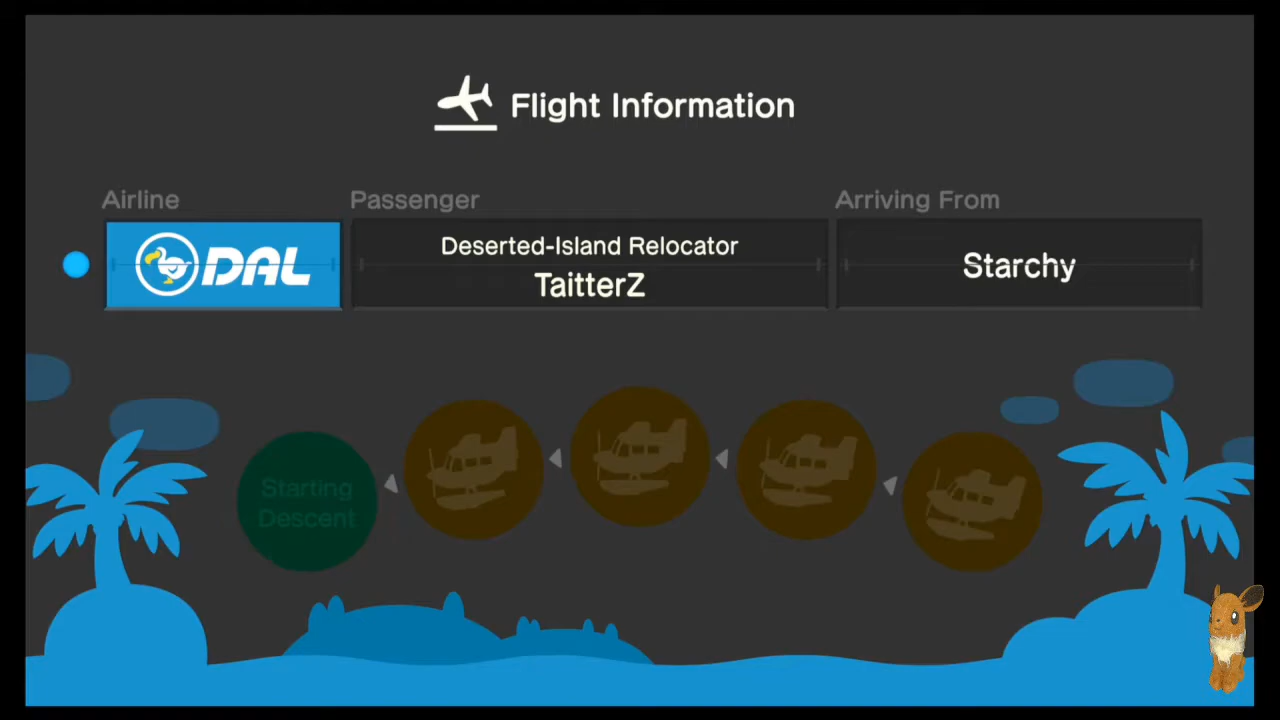 Flight Information
Airline
Passenger
Arriving From
DAL
Deserted-Island Relocator
TaitterZ
Starchy
Starting
Descent